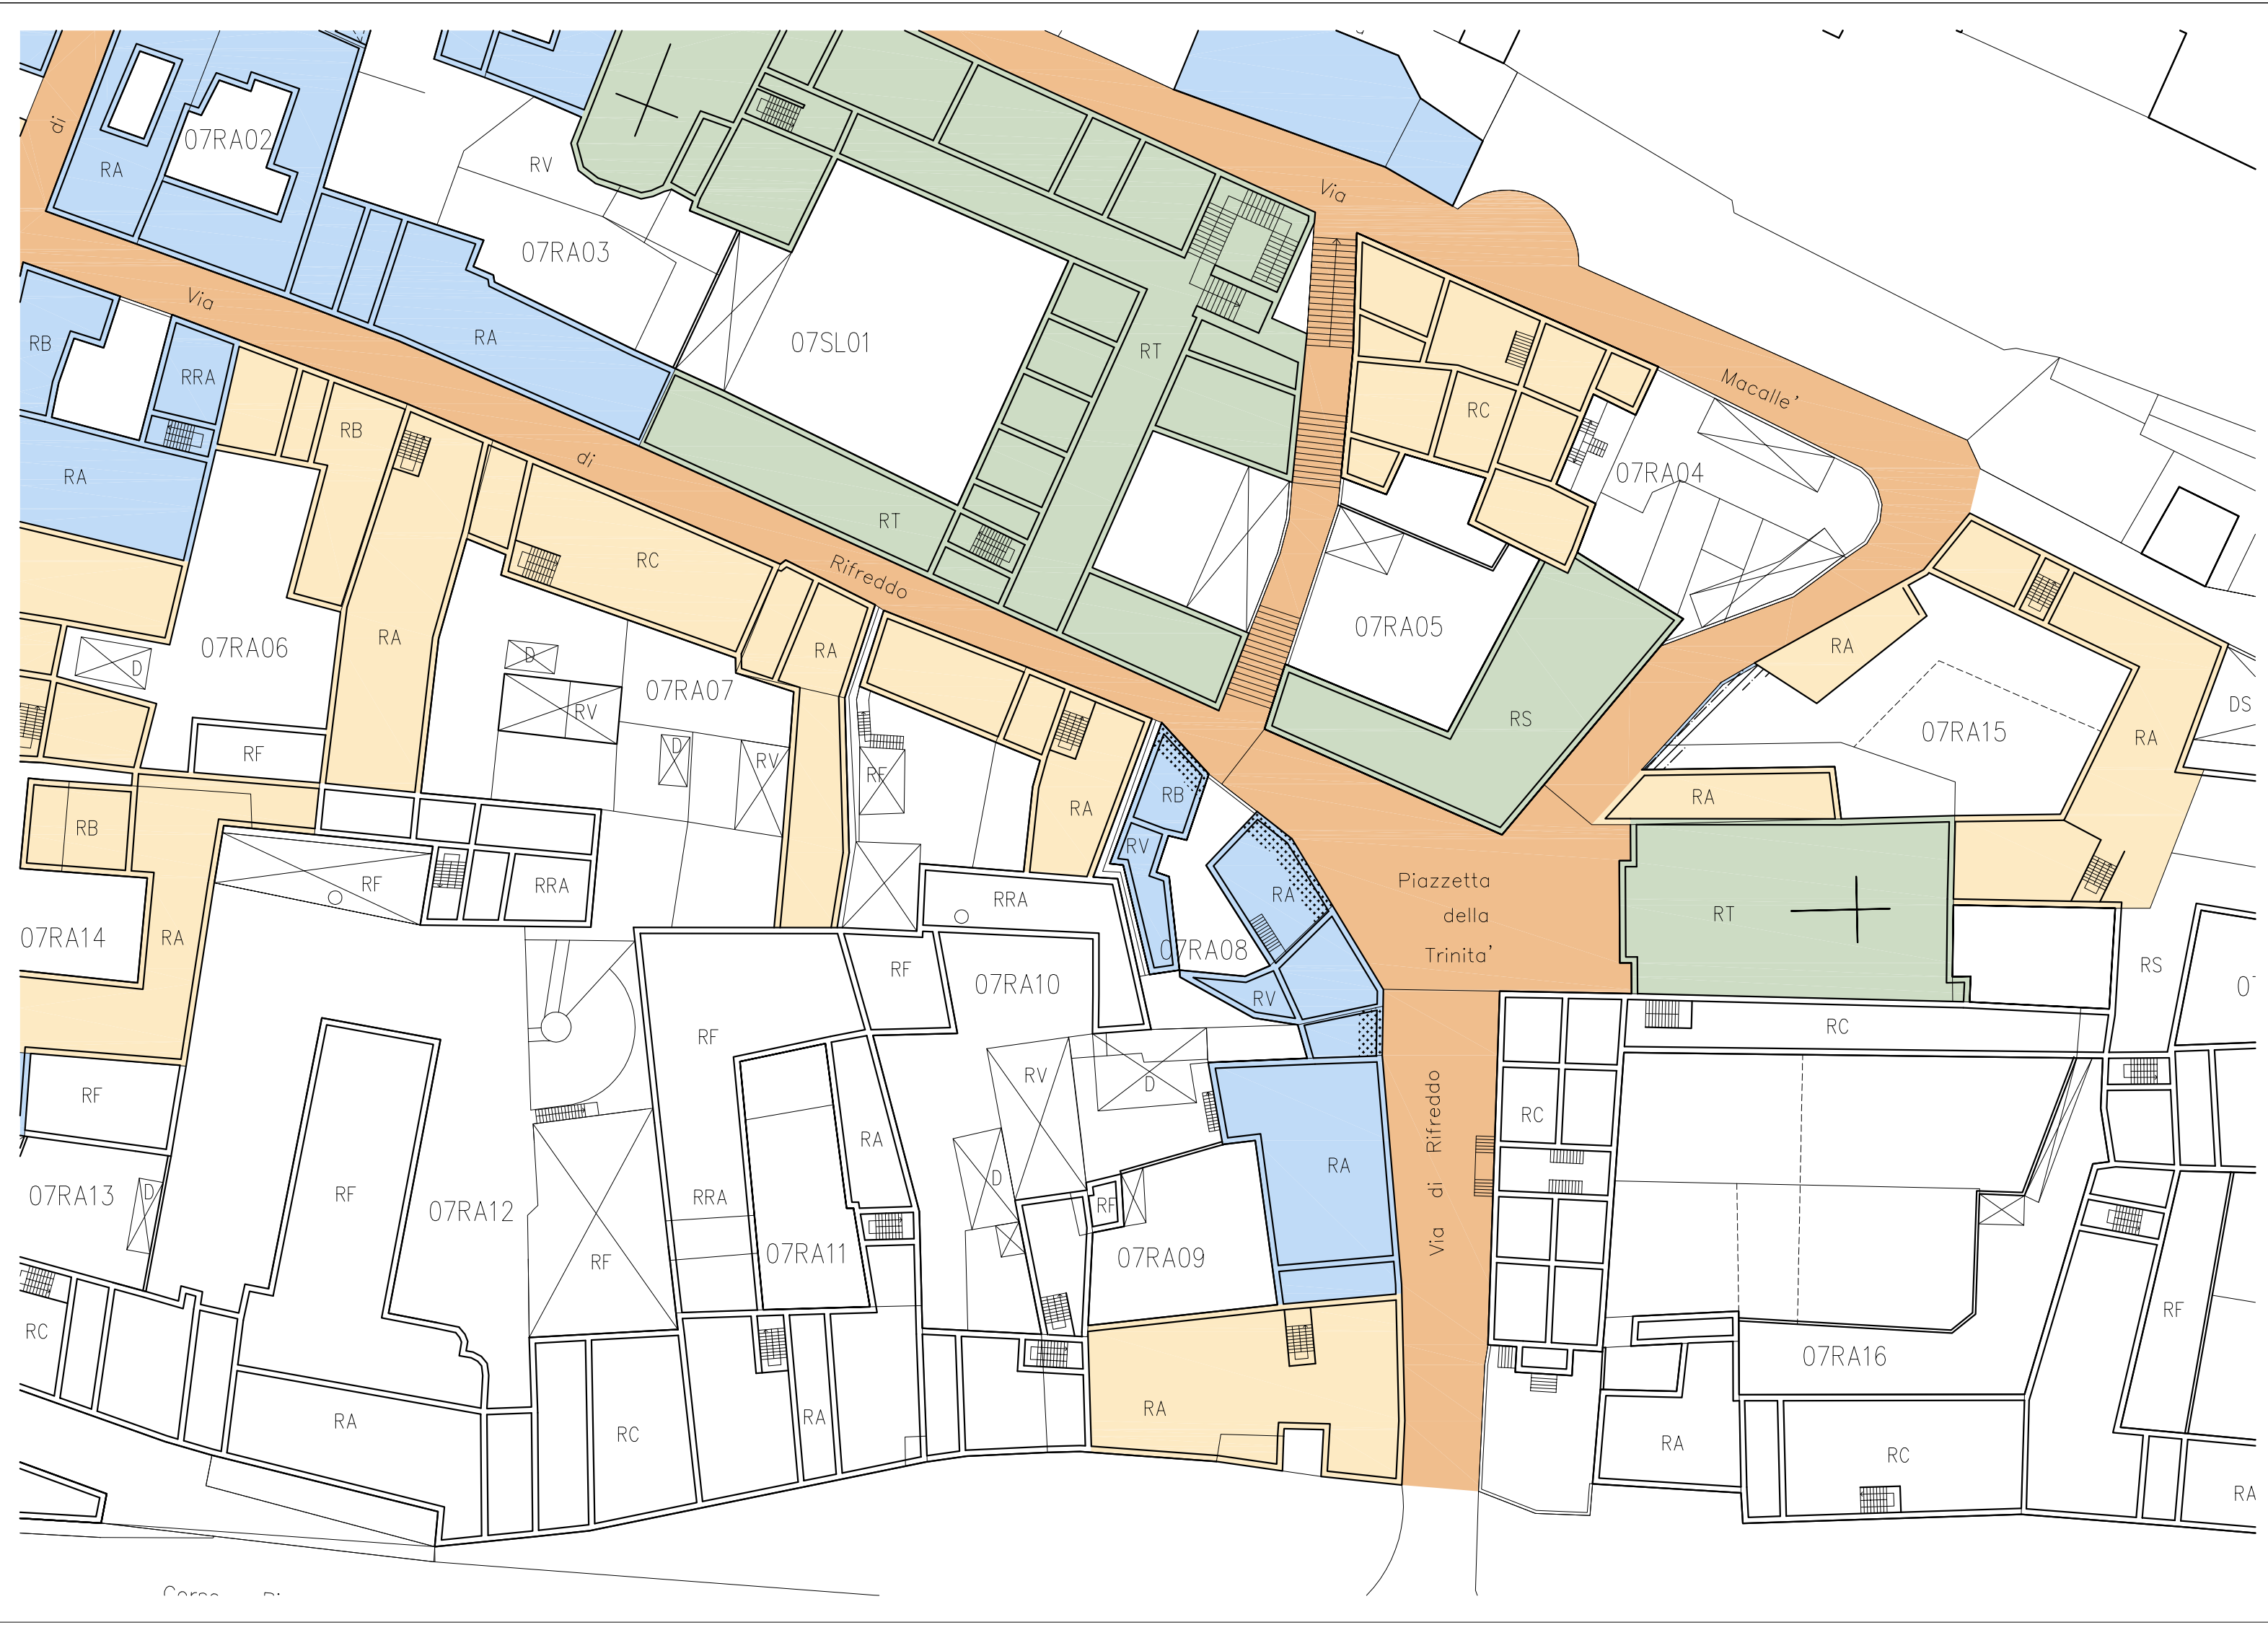 di
07RA02
RA
RV
07RA03
Via
Via
RB
RRA
RA
07SL01
RT
Macalle'
RC
07RA04
RB
RA
di
RT
RC
Rifreddo
07RA05
07RA06
D
RA
RA
RA
D
07RA07
RV
RS
07RA15
DS
RA
RF
D
RV
RF
RB
RA
RA
RB
RV
RF
RRA
RRA
RA
Piazzetta
della
Trinita'
RT
07RA14
RA
RF
07RA10
07RA08
RV
RS
RC
RF
RV
D
RF
RA
RA
RC
Via di Rifreddo
07RA13
D
RF
07RA12
RRA
D
RF
07RA11
RF
07RA09
RC
RF
07RA16
RA
RC
RA
RA
RA
RC
RA